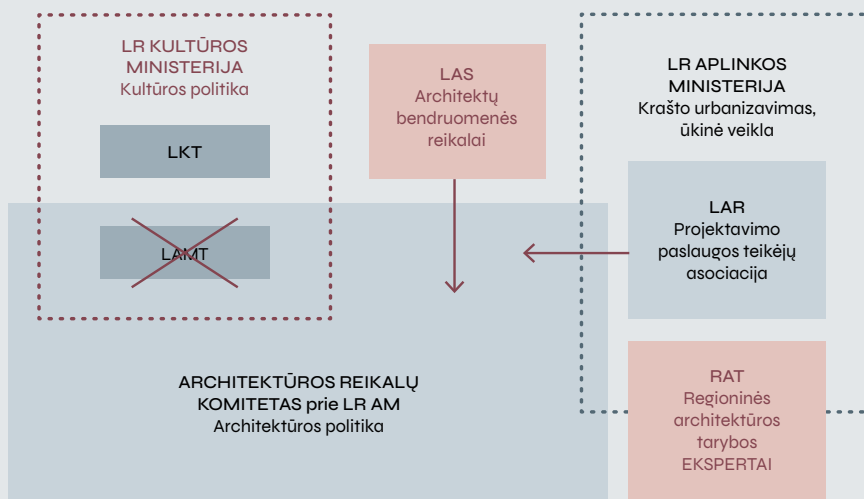 LR KULTŪROS
MINISTERIJA
Kultūros politika
LKT
LAMT
LAS
Architektų
bendruomenės
reikalai
LR APLINKOS
MINISTERIJA
Krašto urbanizavimas,
ūkinė veikla
LAR
Projektavimo
paslaugos teikėjų
asociacija
ARCHITEKTŪROS REIKALŲ
KOMITETAS prie LR AM
Architektūros politika
RAT
Regioninės
architektūros
tarybos
EKSPERTAI